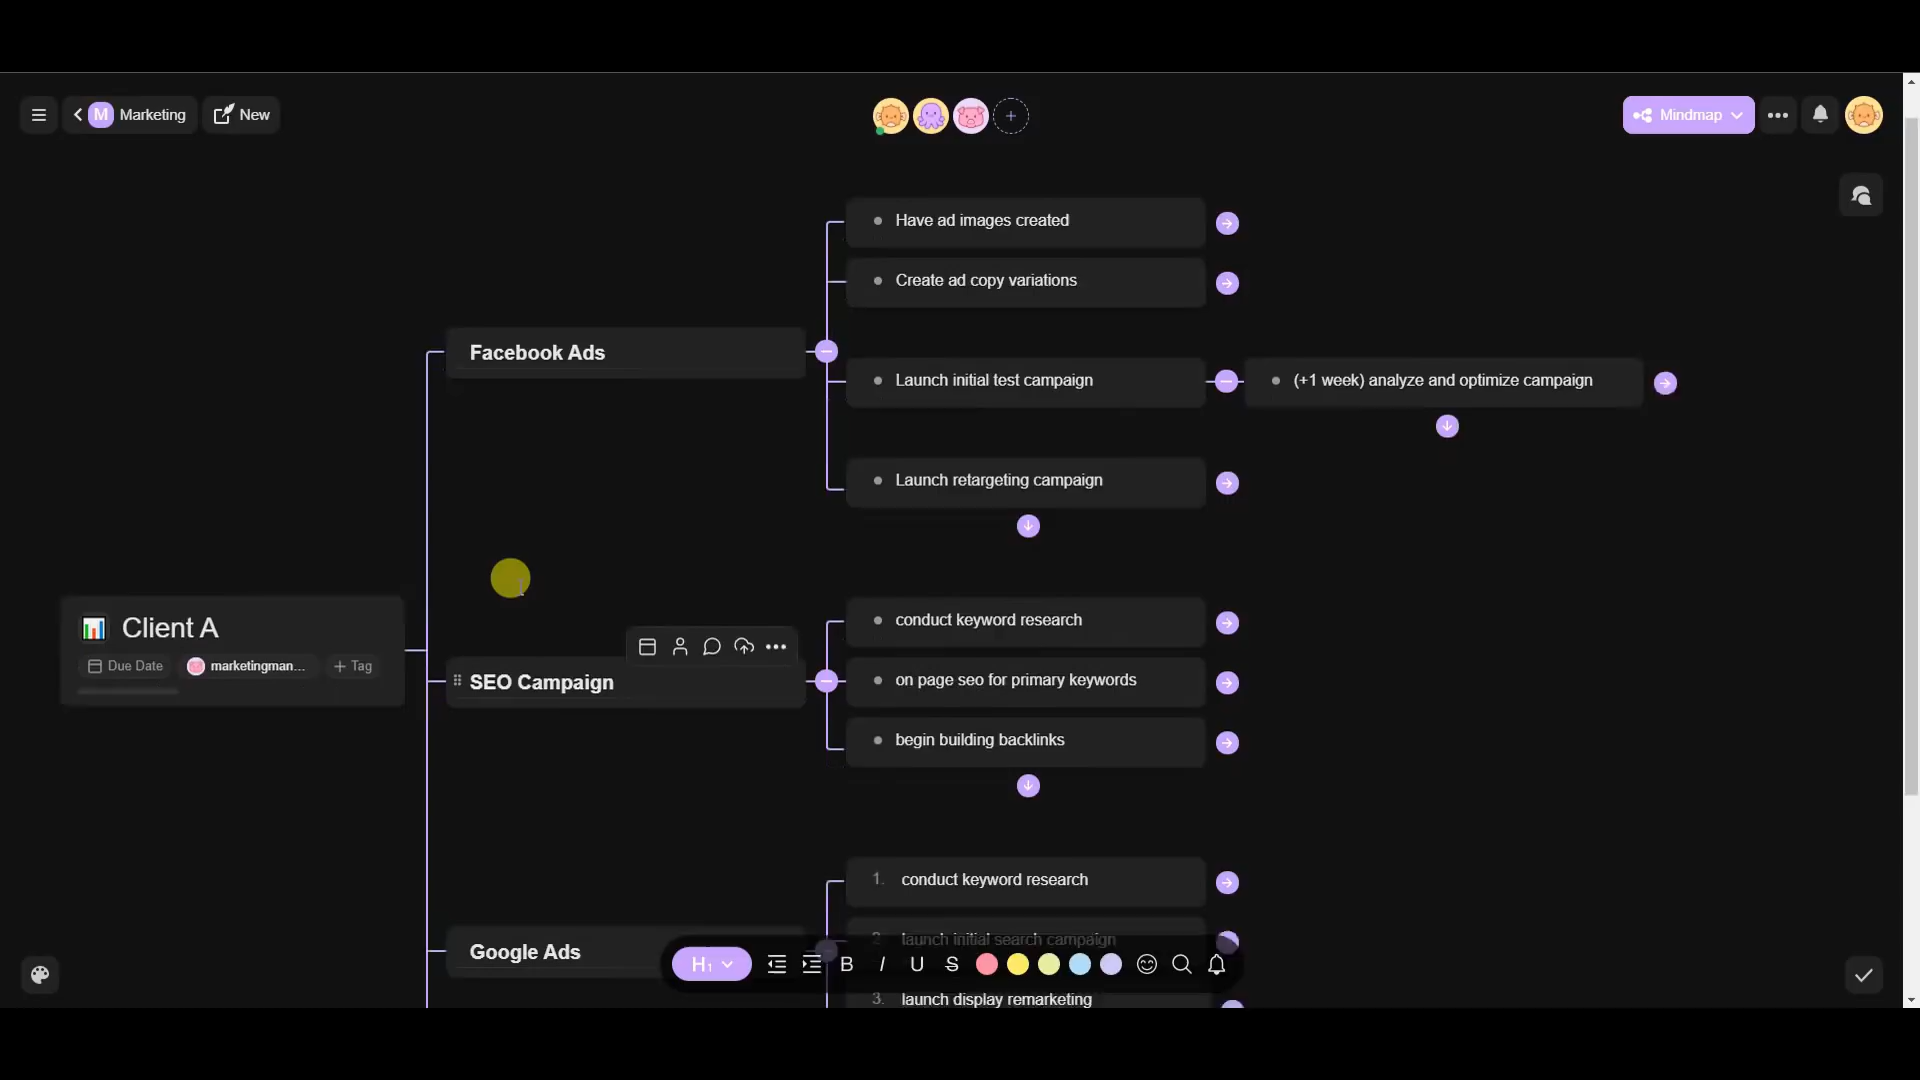 M Marketing
New
Mindmap
Have ad images created
Create ad copy variations
Facebook Ads
Launch initial test campaign
(+1 week) analyze and optimize campaign
Launch retargeting campaign
Client A
Due Date
marketingman...
+ Tag
SEO Campaign
conduct keyword research
on page seo for primary keywords
begin building backlinks
Google Ads
1. conduct keyword research
2. launch initial search campaign
3. launch display remarketing
H1
B
I
U
S